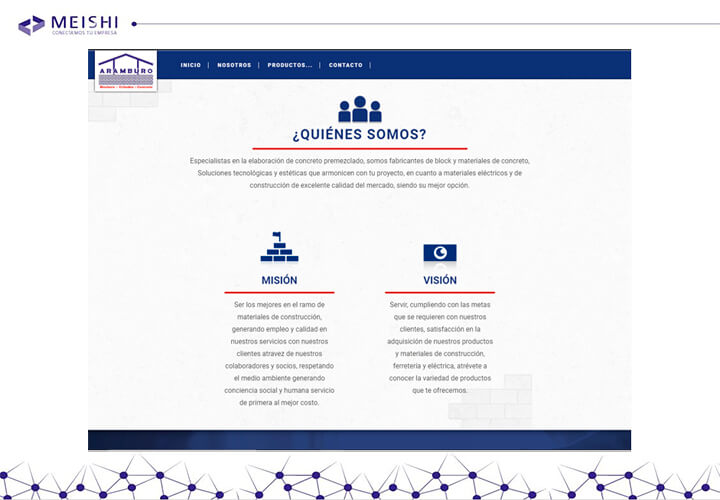 MEISHI
CONECTAMOS TU EMPRESA
ARAMBURO
INICIO | NOSOTROS | PRODUCTOS... | CONTACTO |
¿QUIÉNES SOMOS?
Especialistas en la elaboración de concreto premezclado, somos fabricantes de block y materiales de concreto,
Soluciones tecnológicas y estéticas que armonicen con tu proyecto, en cuanto a materiales eléctricos y de
construcción de excelente calidad del mercado, siendo su mejor opción.
MISIÓN
Ser los mejores en el ramo de
materiales de construcción,
generando empleo y calidad en
nuestros servicios con nuestros
clientes atravez de nuestros
colaboradores y socios, respetando
el medio ambiente generando
conciencia social y humana servicio
de primera al mejor costo.
VISIÓN
Servir, cumpliendo con las metas
que se requieren con nuestros
clientes, satisfacción en la
adquisición de nuestros productos
y materiales de construcción,
ferretería y eléctrica, atrévete a
conocer la variedad de productos
que te ofrecemos.